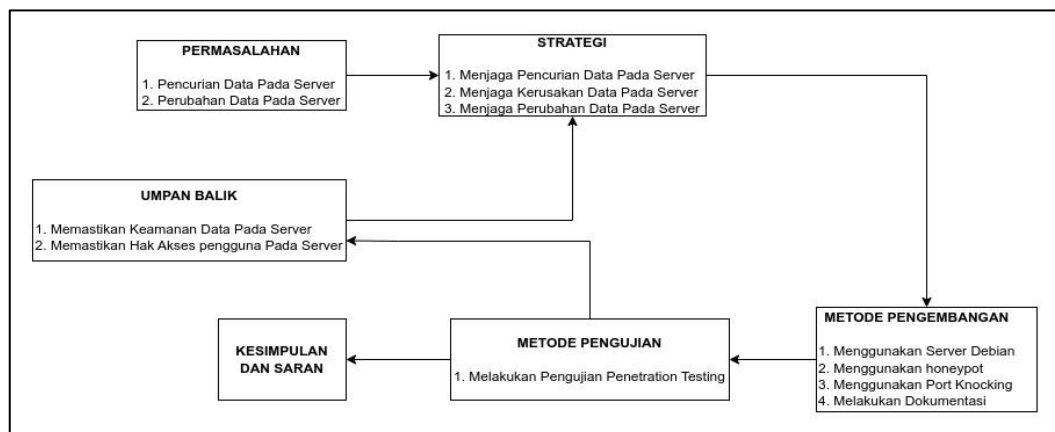 PERMASALAHAN
1. Pencurian Data Pada Server
2. Perubahan Data Pada Server
STRATEGI
1. Menjaga Pencurian Data Pada Server
2. Menjaga Kerusakan Data Pada Server
3. Menjaga Perubahan Data Pada Server
UMPAN BALIK
1. Memastikan Keamanan Data Pada Server
2. Memastikan Hak Akses pengguna Pada Server
KESIMPULAN
DAN SARAN
METODE PENGUJIAN
1. Melakukan Pengujian Penetration Testing
METODE PENGEMBANGAN
1. Menggunakan Server Debian
2. Menggunakan honeypot
3. Menggunakan Port Knocking
4. Melakukan Dokumentasi